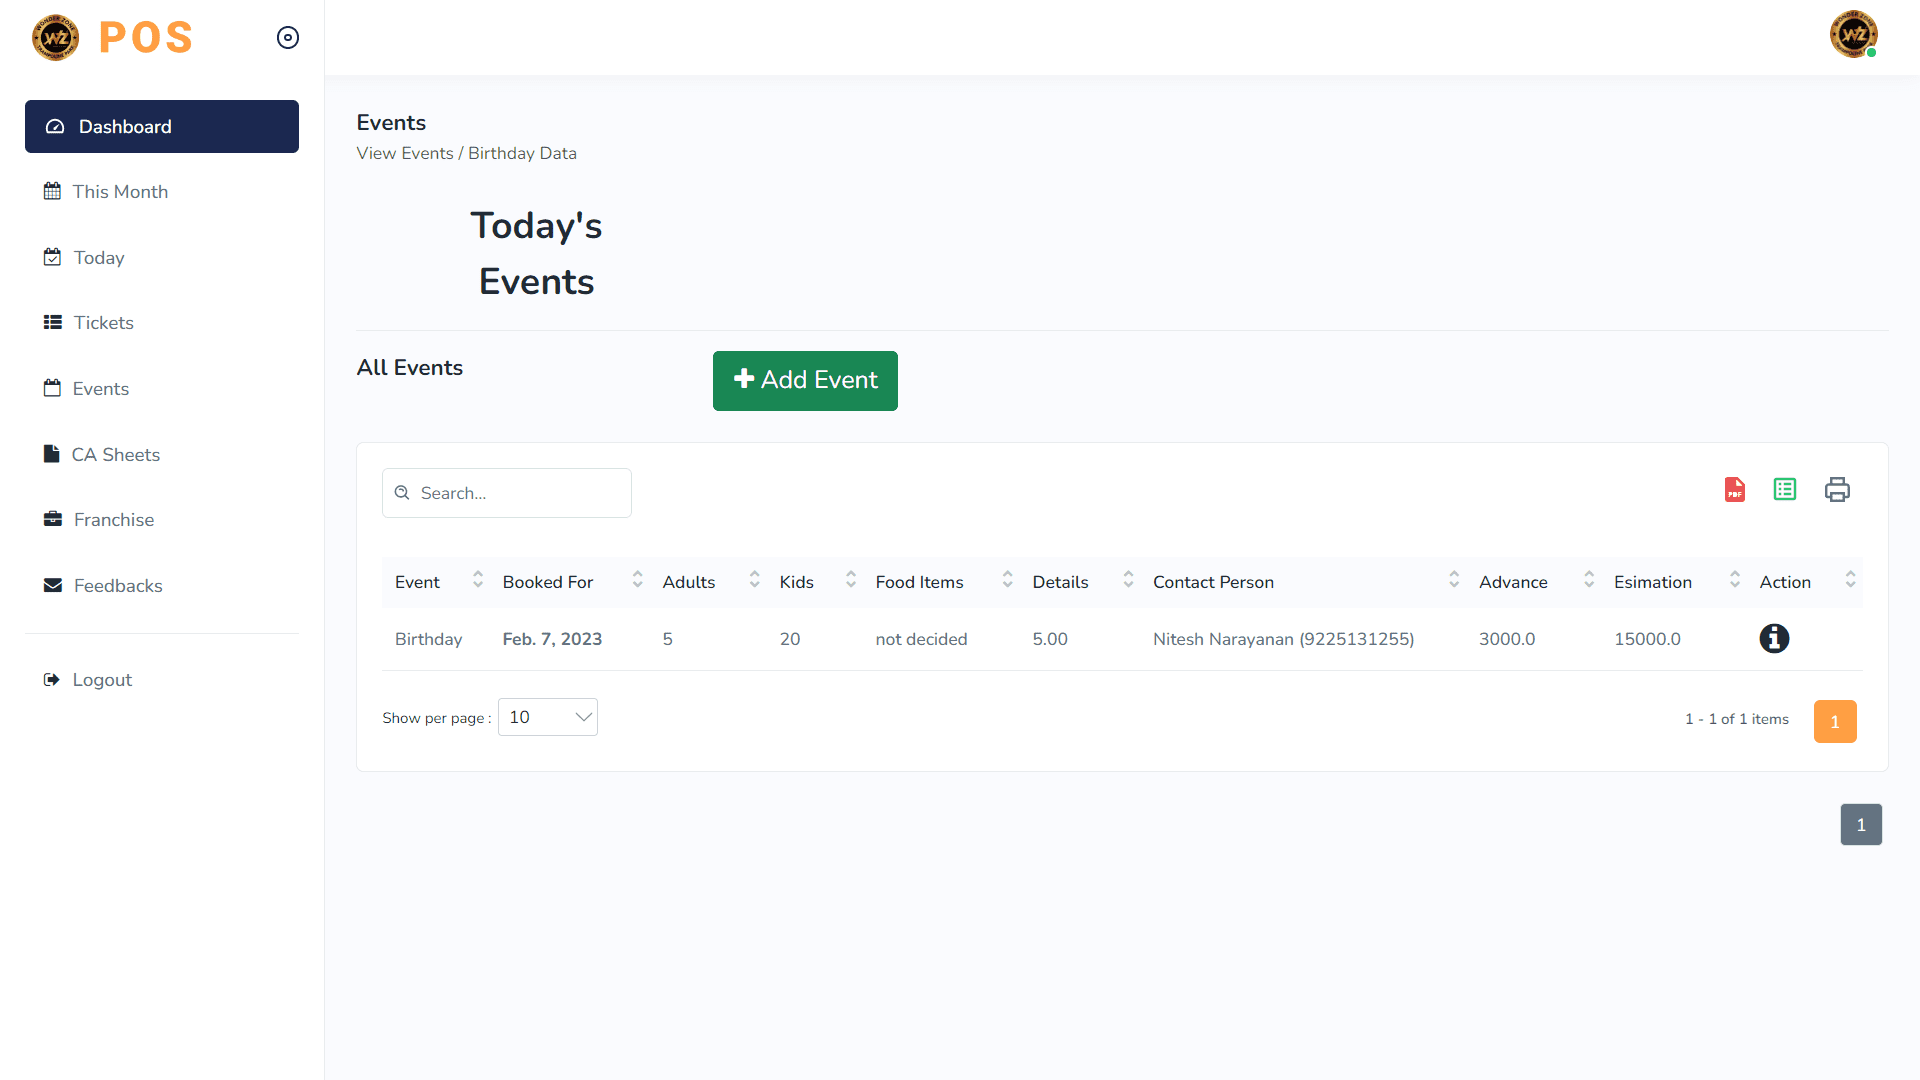 POS
Dashboard
This Month
Today
Tickets
Events
CA Sheets
Franchise
Feedbacks
Logout
Events
View Events / Birthday Data
Today's
Events
All Events
Add Event
Search...
PDF
Event Booked For Adults Kids Food Items Details Contact Person Advance Esimation Action
Birthday Feb. 7, 2023 5 20 not decided 5.00 Nitesh Narayanan (9225131255) 3000.0 15000.0
Show per page : 10
1 - 1 of 1 items 1
1